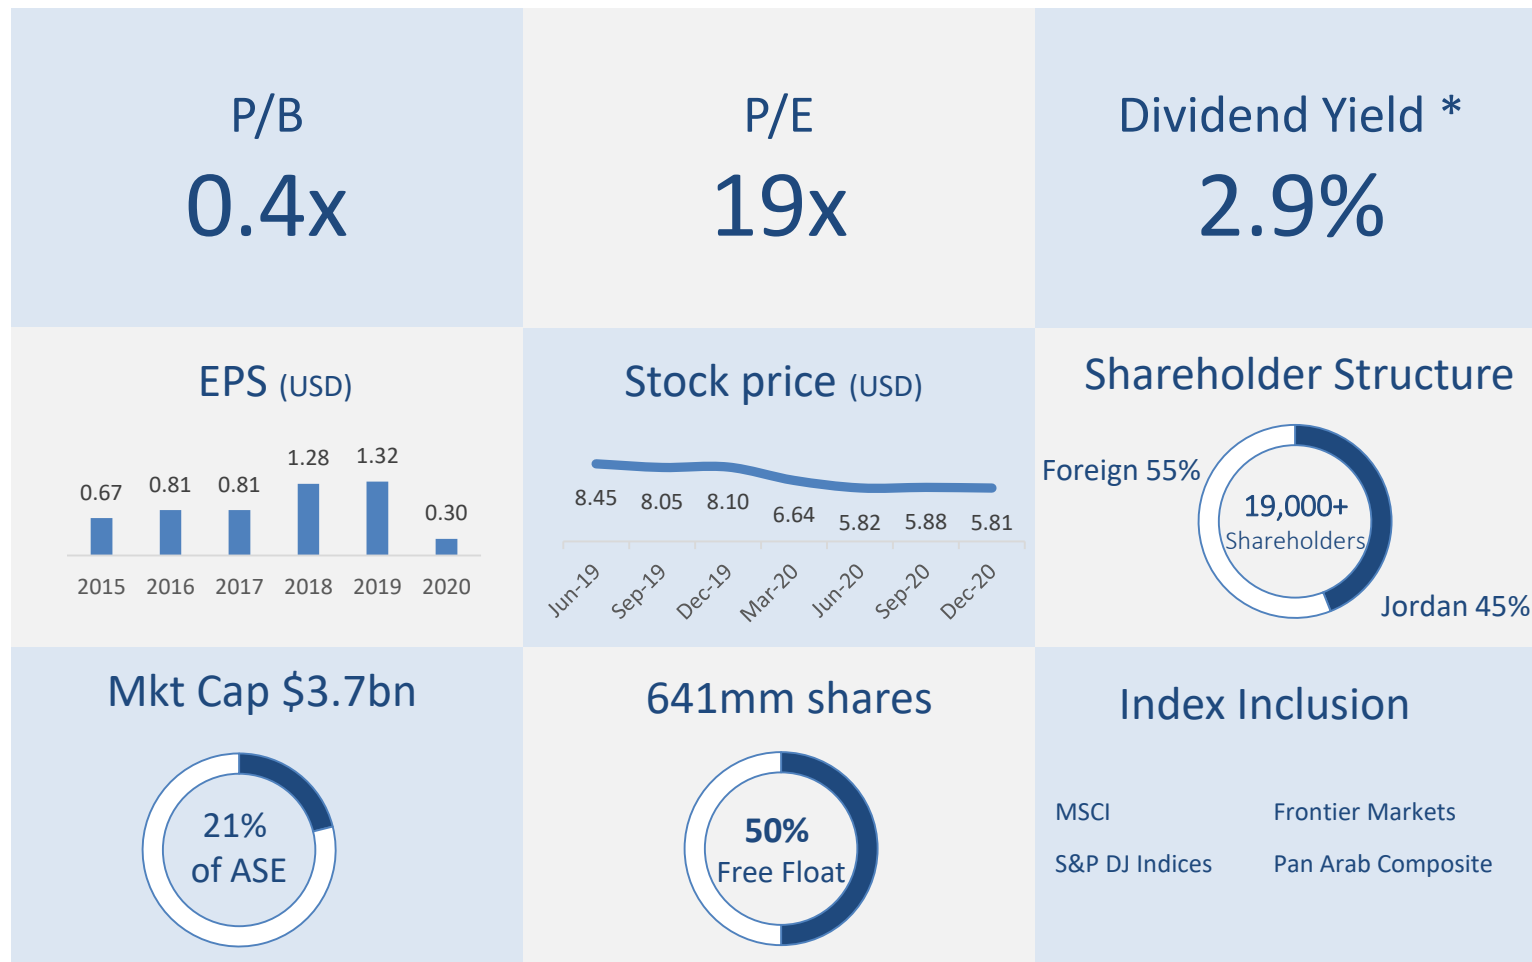 P/B
0.4x
P/E
19x
Dividend Yield *
2.9%
EPS (USD)
0.67 0.81 0.81 1.28 1.32 0.30
2015 2016 2017 2018 2019 2020
Stock price (USD)
8.45 8.05 8.10 6.64 5.82 5.88 5.81
Jun-19 Sep-19 Dec-19 Mar-20 Jun-20 Sep-20 Dec-20
Shareholder Structure
Foreign 55%
19,000+
Shareholders
Jordan 45%
Mkt Cap $3.7bn
21%
of ASE
641mm shares
50%
Free Float
Index Inclusion
MSCI Frontier Markets
S&P DJ Indices Pan Arab Composite